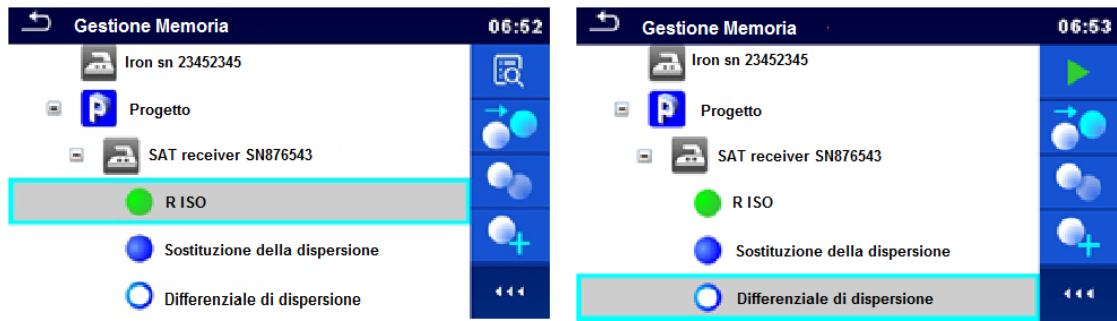 Gestione Memoria 06:52
Iron sn 23452345
Progetto
SAT receiver SN876543
R ISO
Sostituzione della dispersione
Differenziale di dispersione
Gestione Memoria 06:53
Iron sn 23452345
Progetto
SAT receiver SN876543
R ISO
Sostituzione della dispersione
Differenziale di dispersione